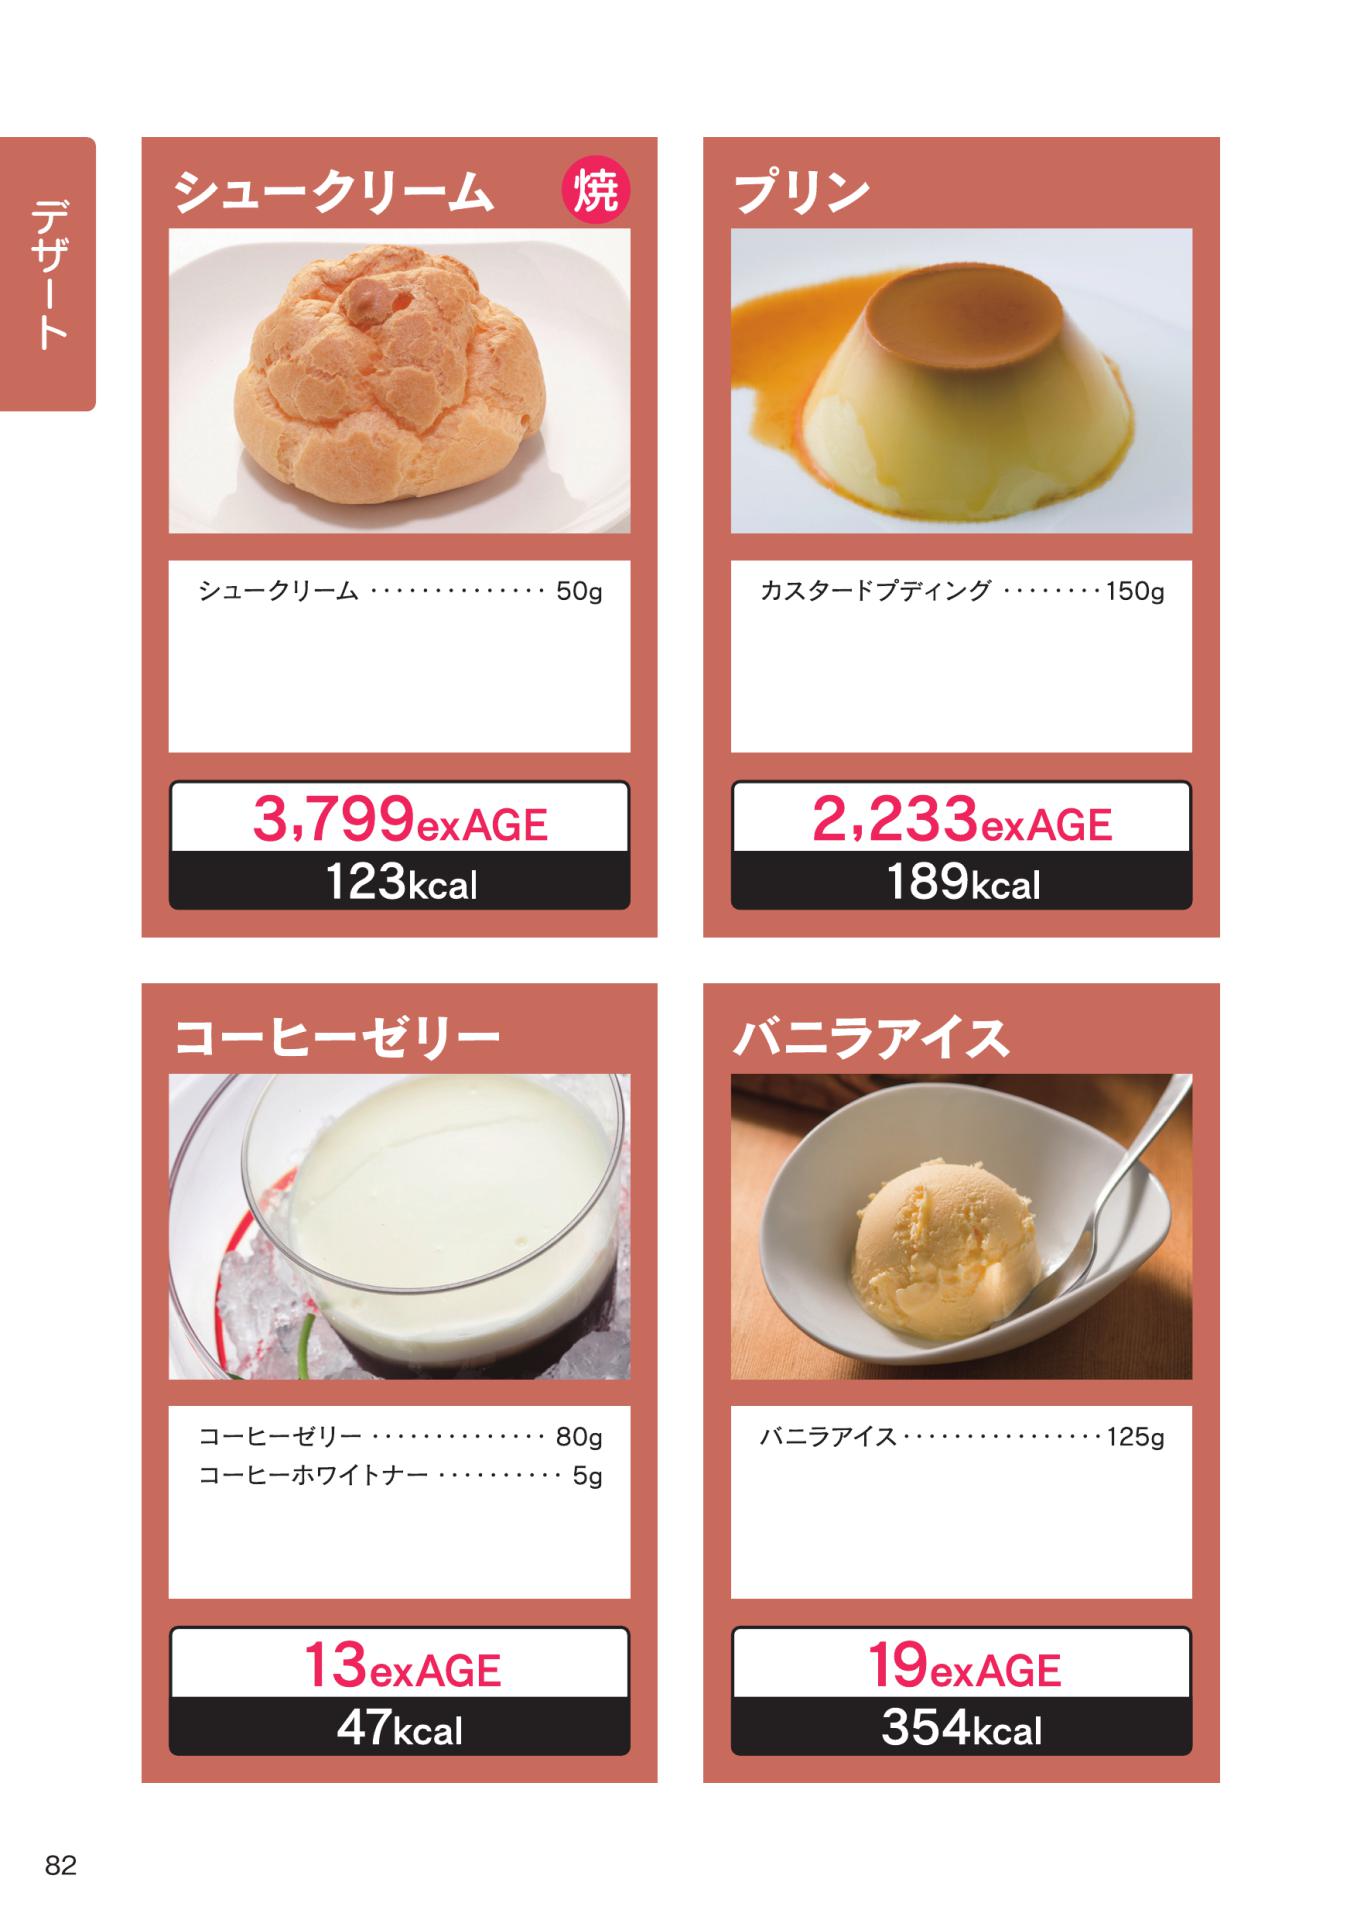 デザート
シュークリーム 焼
シュークリーム ‥‥‥‥‥‥‥ 50g
3,799exAGE
123kcal
プリン
カスタードプディング ‥‥‥‥150g
2,233exAGE
189kcal
コーヒーゼリー
コーヒーゼリー ‥‥‥‥‥‥‥ 80g
コーヒーホワイトナー ‥‥‥‥‥ 5g
13exAGE
47kcal
バニラアイス
バニラアイス‥‥‥‥‥‥‥‥125g
19exAGE
354kcal
82